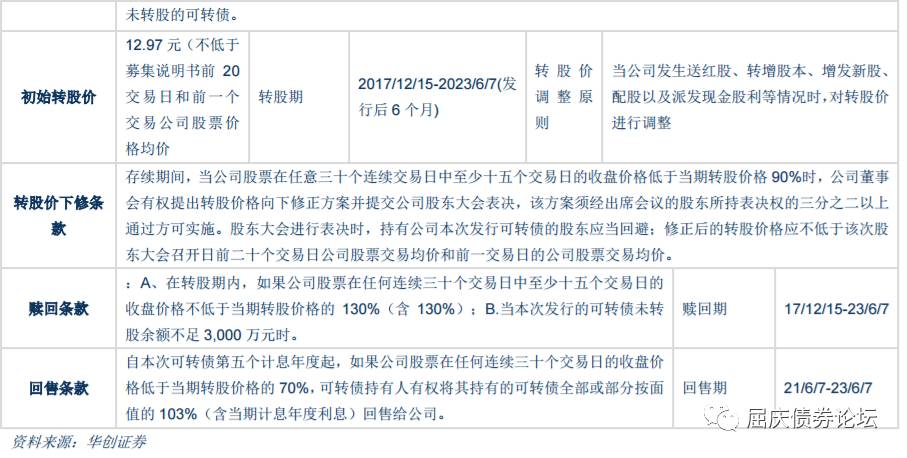 未转股的可转债。
初始转股价
12.97 元（不低于
募集说明书前 20
交易日和前一个
交易公司股票价
格均价
转股期
2017/12/15-2023/6/7(发
行后 6 个月)
转股价
调整原
则
当公司发生送红股、转增股本、增发新股、
配股以及派发现金股利等情况时，对转股价
进行调整
转股价下修条
款
存续期间，当公司股票在任意三十个连续交易日中至少十五个交易日的收盘价格低于当期转股价格 90%时，公司董事
会有权提出转股价格向下修正方案并提交公司股东大会表决，该方案须经出席会议的股东所持表决权的三分之二以上
通过方可实施。股东大会进行表决时，持有公司本次发行可转债的股东应当回避；修正后的转股价格应不低于该次股
东大会召开日前二十个交易日公司股票交易均价和前一交易日的公司股票交易均价。
赎回条款
：A、在转股期内，如果公司股票在任何连续三十个交易日中至少十五个交易日的
收盘价格不低于当期转股价格的 130%（含 130%）；B.当本次发行的可转债未转
股余额不足 3,000 万元时。
赎回期
17/12/15-23/6/7
回售条款
自本次可转债第五个计息年度起，如果公司股票在任何连续三十个交易日的收盘价
格低于当期转股价格的 70%，可转债持有人有权将其持有的可转债全部或部分按面
值的 103%（含当期计息年度利息）回售给公司。
回售期
21/6/7-23/6/7
屈庆债券论坛
资料来源：华创证券